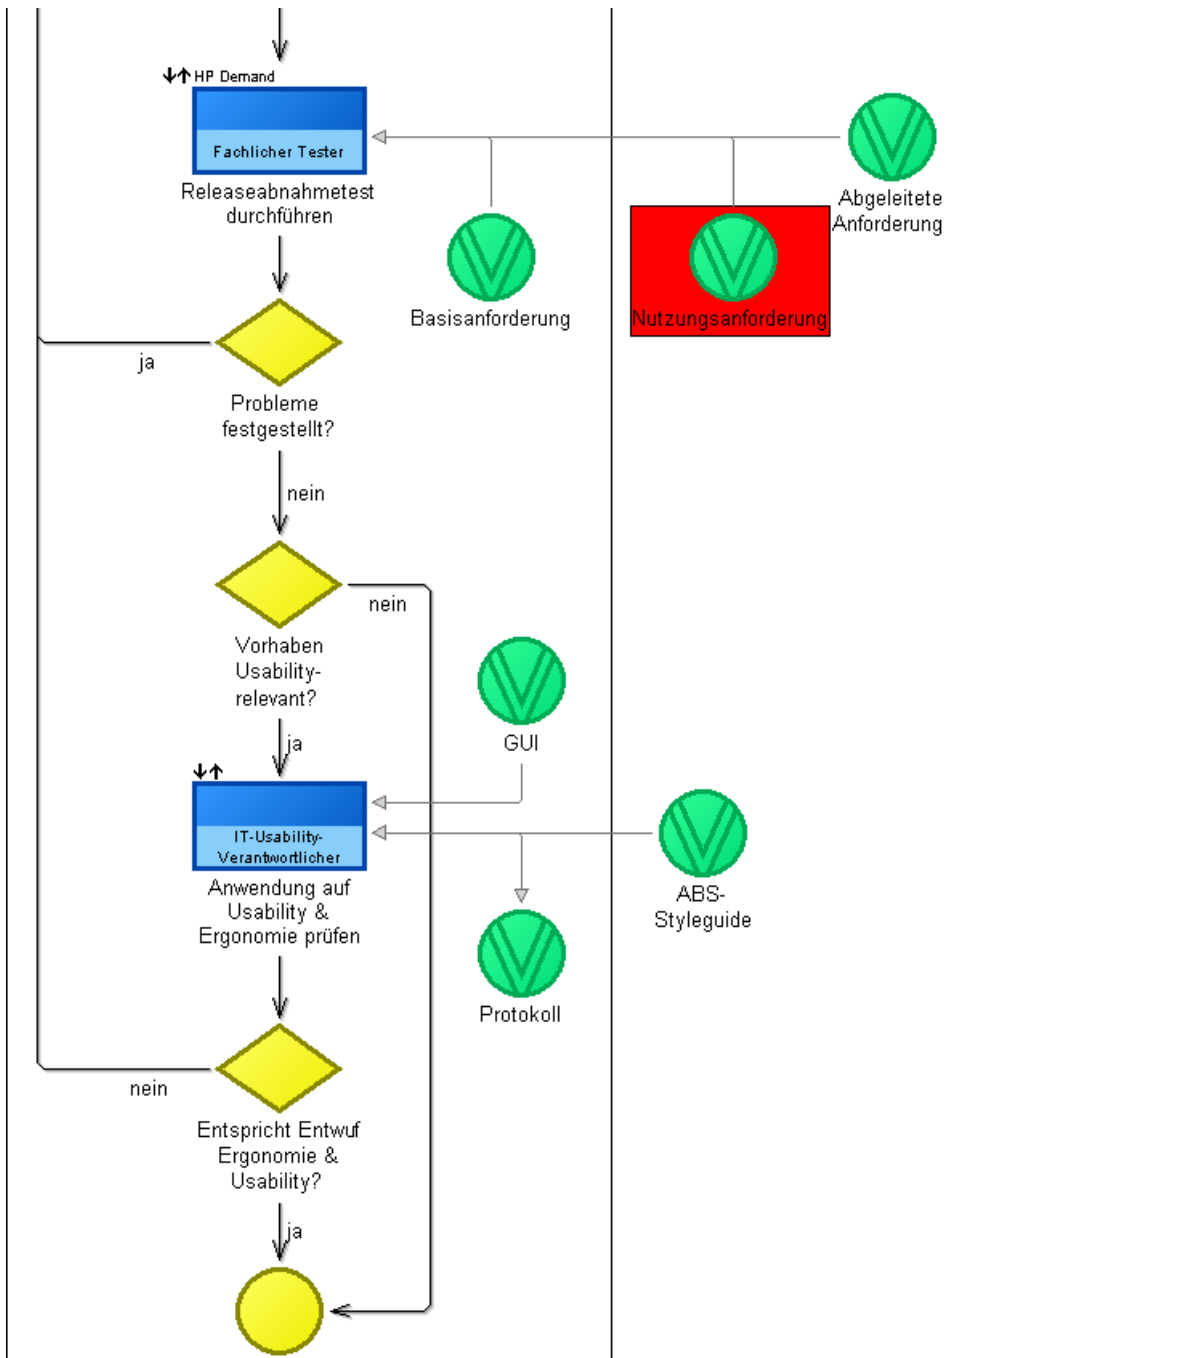 HP Demand
Fachlicher Tester
Releaseabnahmetest
durchführen
Abgeleitete
Anforderung
Basisanforderung
Nutzungsanforderung
ja
Probleme
festgestellt?
nein
nein
Vorhaben
Usability-
relevant?
ja
GUI
IT-Usability-
Verantwortlicher
Anwendung auf
Usability &
Ergonomie prüfen
ABS-
Styleguide
Protokoll
nein
Entspricht Entwuf
Ergonomie &
Usability?
ja